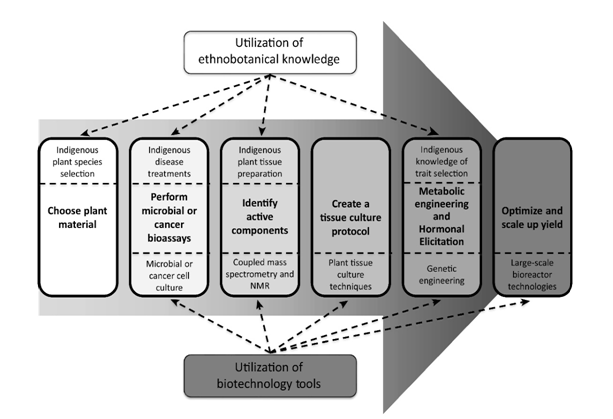 Utilization of
ethnobotanical knowledge
Indigenous
plant species
selection
Choose plant
material
Indigenous
disease
treatments
Perform
microbial or
cancer
bioassays
Microbial or
cancer cell
culture
Indigenous
plant tissue
preparation
Identify
active
components
Coupled mass
spectrometry and
NMR
Create a
tissue culture
protocol
Plant tissue
culture
techniques
Indigenous
knowledge of
trait selection
Metabolic
engineering
and
Hormonal
Elicitation
Genetic
engineering
Optimize and
scale up yield
Large-scale
bioreactor
technologies
Utilization of
biotechnology tools